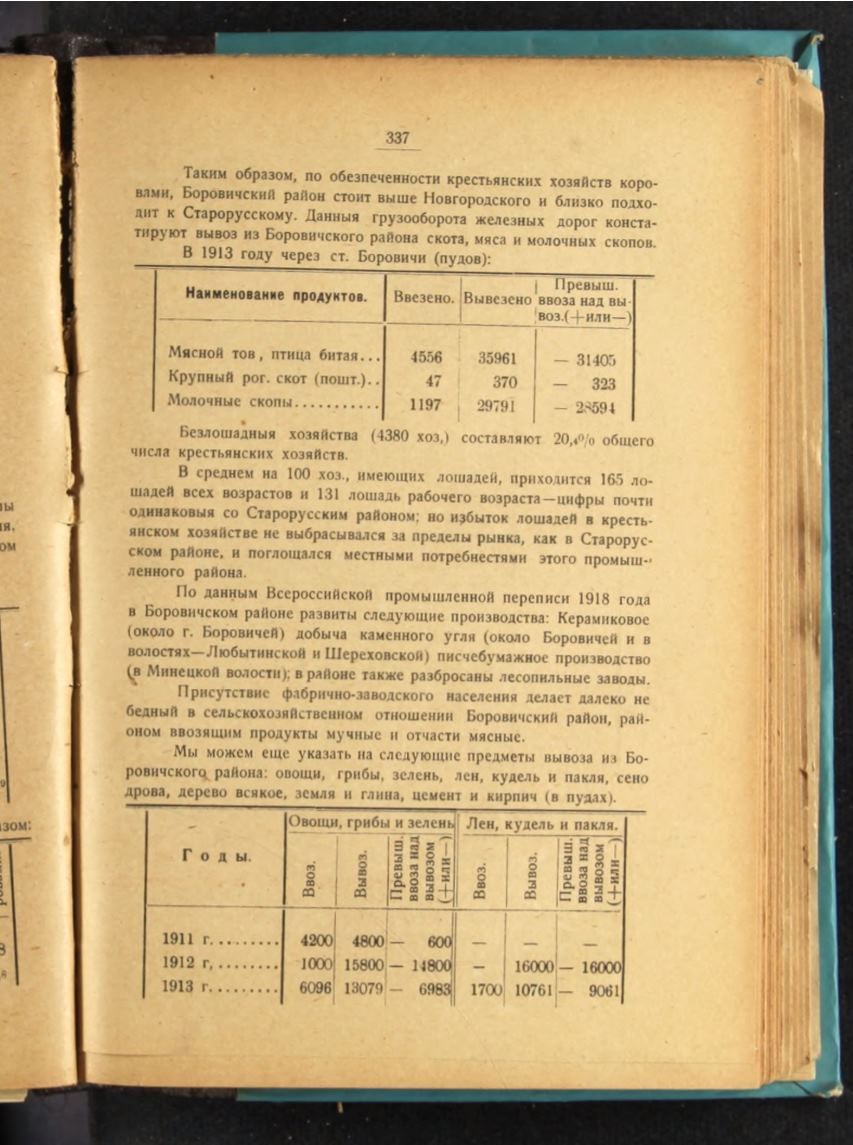 337
Таким образом, по обезпеченности крестьянских хозяйств коро-
вами, Боровичский район стоит выше Новгородского и близко подхо-
дит к Старорусскому. Данныя грузооборота железных дорог конста-
тируют вывоз из Боровичского района скота, мяса и молочных скопов.
В 1913 году через ст. Боровичи (пудов):
Наименование продуктов. Ввезено. Вывезено Превыш.
ввоза над вы-
воз.(+или—)
Мясной тов, птица битая... 4556 35961 — 31405
Крупный рог. скот (пошт.).. 47 370 — 323
Молочные скопы........... 1197 29791 — 28594
Безлошадныя хозяйства (4380 хоз,) составляют 20,4% общего
числа крестьянских хозяйств.
В среднем на 100 хоз., имеющих лошадей, приходится 165 ло-
шадей всех возрастов и 131 лошадь рабочего возраста—цифры почти
одинаковыя со Старорусским районом; но избыток лошадей в кресть-
янском хозяйстве не выбрасывался за пределы рынка, как в Старорус-
ском районе, и поглощался местными потребнестями этого промыш-
ленного района.
По данным Всероссийской промышленной переписи 1918 года
в Боровичском районе развиты следующие производства: Керамиковое
(около г. Боровичей) добыча каменного угля (около Боровичей и в
волостях—Любытинской и Шереховской) писчебумажное производство
(в Минецкой волости); в районе также разбросаны лесопильные заводы.
Присутствие фабрично-заводского населения делает далеко не
бедный в сельскохозяйственном отношении Боровичский район, рай-
оном ввозящим продукты мучные и отчасти мясные.
Мы можем еще указать на следующие предметы вывоза из Бо-
ровичского района: овощи, грибы, зелень, лен, кудель и пакля, сено
дрова, дерево всякое, земля и глина, цемент и кирпич (в пудах).
Годы. Овощи, грибы и зелень Лен, кудель и пакля.
Ввоз. Вывоз. Превыш. ввоза над вывозом (+или—) Ввоз. Вывоз. Превыш. ввоза над вывозом (+или—)
1911 г......... 4200 4800 — 600 — — —
1912 г, ........ 1000 15800 — 14800 — 16000 — 16000
1913 г......... 6096 13079 — 6983 1700 10761 — 9061
ны
ия.
ом
9
азом:
8